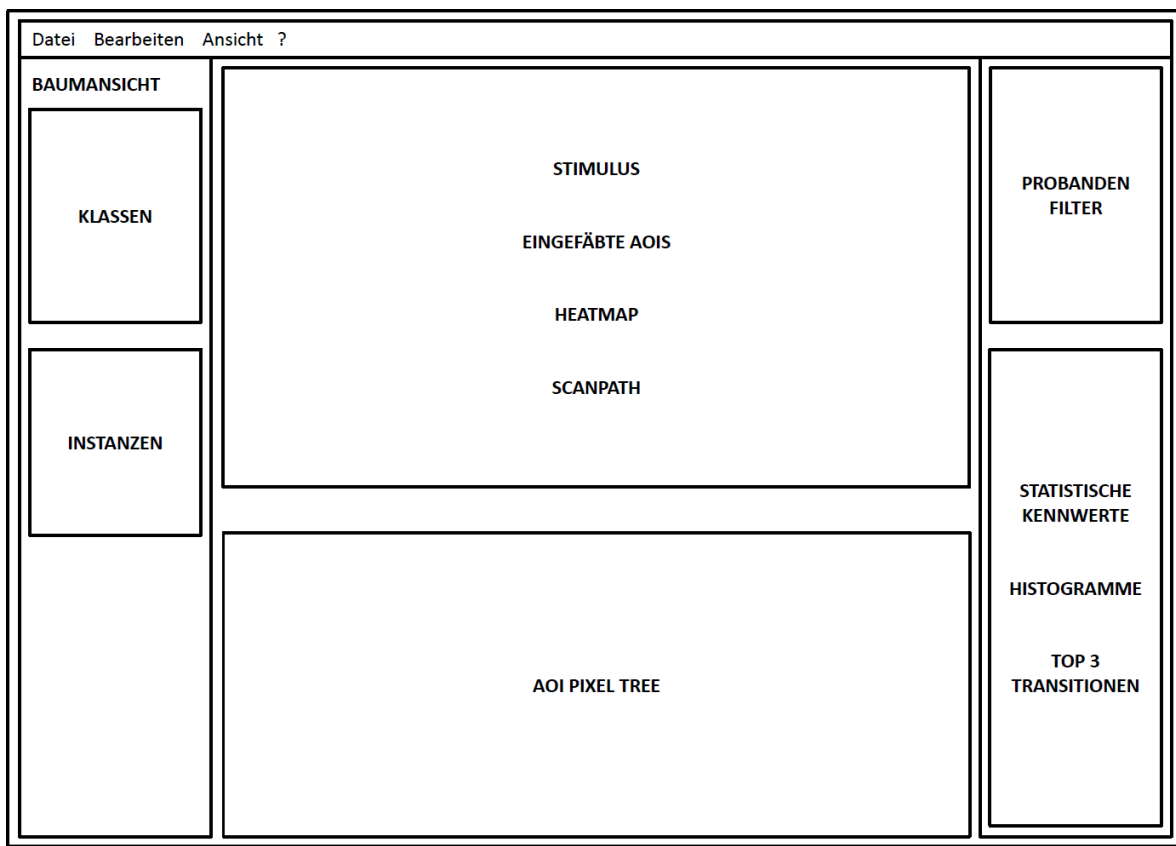 Datei Bearbeiten Ansicht ?
BAUMANSICHT
KLASSEN
INSTANZEN
STIMULUS
EINGEFÄBTE AOIS
HEATMAP
SCANPATH
AOI PIXEL TREE
PROBANDEN
FILTER
STATISTISCHE
KENNWERTE
HISTOGRAMME
TOP 3
TRANSITIONEN